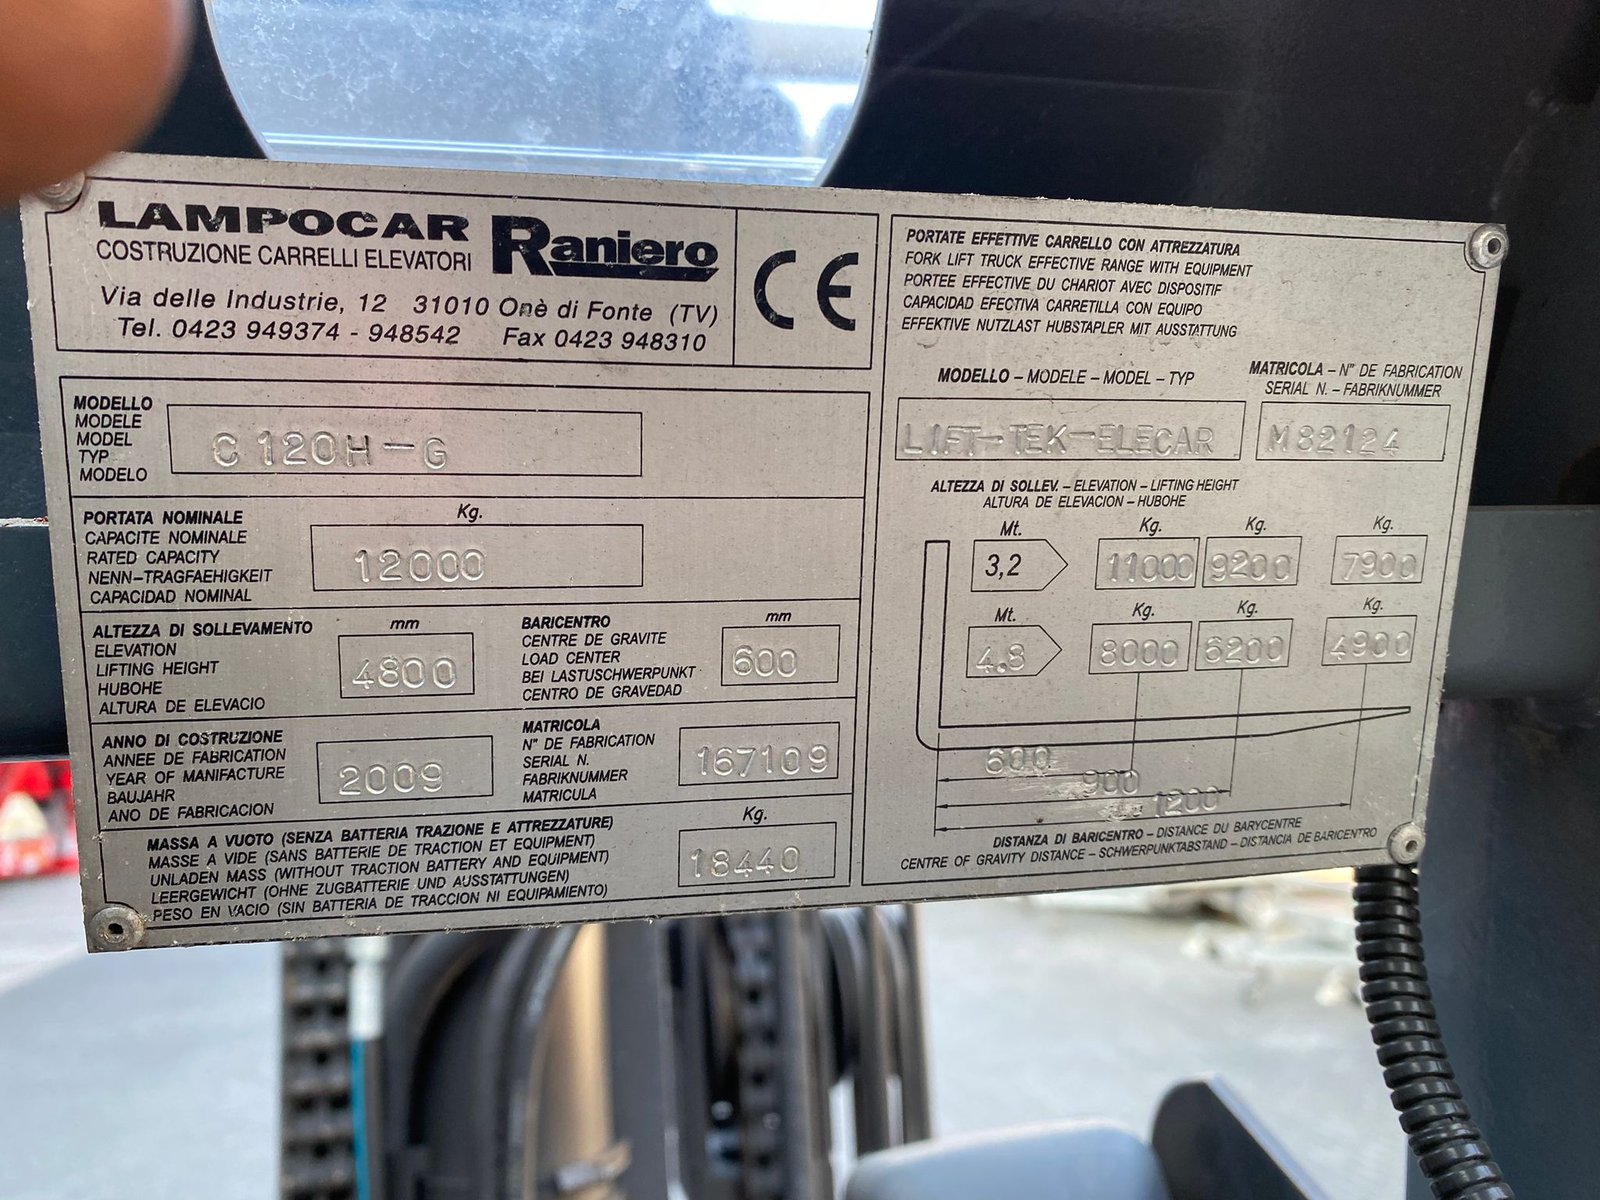 LAMPOCAR Raniero
COSTRUZIONE CARRELLI ELEVATORI
Via delle Industrie, 12 31010 Onè di Fonte (TV)
Tel. 0423 949374 - 948542 Fax 0423 948310
CE
MODELLO
MODELE
MODEL
TYP
MODELO
C120H-G
PORTATA NOMINALE
CAPACITE NOMINALE
RATED CAPACITY
NENN-TRAGFAEHIGKEIT
CAPACIDAD NOMINAL
Kg.
12000
ALTEZZA DI SOLLEVAMENTO
ELEVATION
LIFTING HEIGHT
HUBOHE
ALTURA DE ELEVACIO
mm
4800
BARICENTRO
CENTRE DE GRAVITE
LOAD CENTER
BEI LASTUSCHWERPUNKT
CENTRO DE GRAVEDAD
mm
600
ANNO DI COSTRUZIONE
ANNEE DE FABRICATION
YEAR OF MANIFACTURE
BAUJAHR
ANO DE FABRICACION
2009
MATRICOLA
N" DE FABRICATION
SERIAL N.
FABRIKNUMMER
MATRICULA
167109
MASSA A VUOTO (SENZA BATTERIA TRAZIONE E ATTREZZATURE)
MASSE A VIDE (SANS BATTERIE DE TRACTION ET EQUIPMENT)
UNLADEN MASS (WITHOUT TRACTION BATTERY AND EQUIPMENT)
LEERGEWICHT (OHNE ZUGBATTERIE UND AUSSTATTUNGEN)
PESO EN VACIO (SIN BATTERIA DE TRACCION NI EQUIPAMIENTO)
Kg.
18440
PORTATE EFFETTIVE CARRELLO CON ATTREZZATURA
FORK LIFT TRUCK EFFECTIVE RANGE WITH EQUIPMENT
PORTEE EFFECTIVE DU CHARIOT AVEC DISPOSITIF
CAPACIDAD EFECTIVA CARRETILLA CON EQUIPO
EFFEKTIVE NUTZLAST HUBSTAPLER MIT AUSSTATTUNG
MODELLO - MODELE - MODEL - TYP
LIFT-TEK-ELECAR
MATRICOLA - N" DE FABRICATION
SERIAL N. - FABRIKNUMMER
M82124
ALTEZZA DI SOLLEV. - ELEVATION - LIFTING HEIGHT
ALTURA DE ELEVACION - HUBOHE
Mt. Kg. Kg. Kg.
3,2 11000 9200 7900
Mt. Kg. Kg. Kg.
4.8 8000 6200 4900
600
900
1200
DISTANZA DI BARICENTRO - DISTANCE DU BARYCENTRE
CENTRE OF GRAVITY DISTANCE - SCHWERPUNKTABSTAND - DISTANCIA DE BARICENTRO